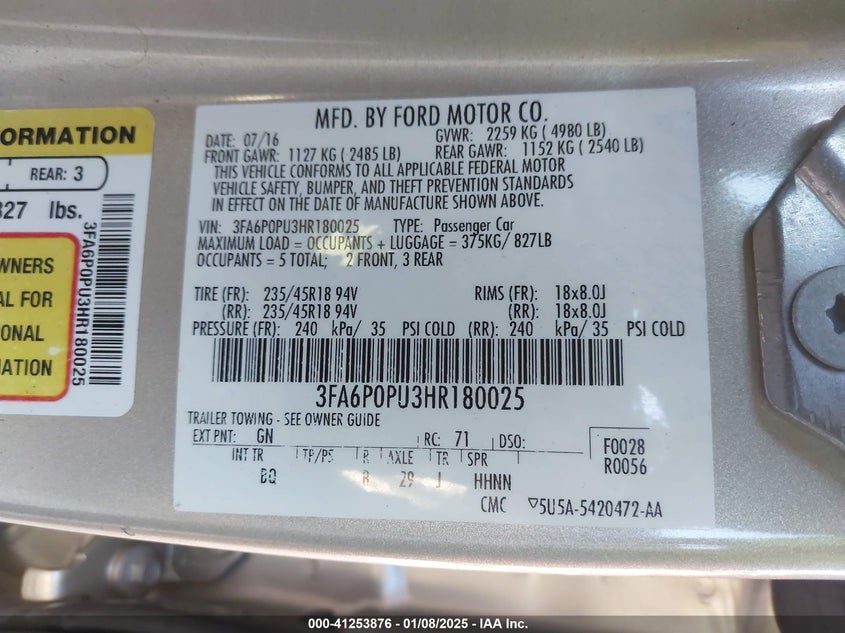 ORMATION
REAR: 3
327 lbs.
WNERS
AL FOR
ONAL
MATION
3FA6P0PU3HR180025
MFD. BY FORD MOTOR CO.
DATE: 07/16 GVWR: 2259 KG ( 4980 LB)
FRONT GAWR: 1127 KG ( 2485 LB) REAR GAWR: 1152 KG ( 2540 LB)
THIS VEHICLE CONFORMS TO ALL APPLICABLE FEDERAL MOTOR
VEHICLE SAFETY, BUMPER, AND THEFT PREVENTION STANDARDS
IN EFFECT ON THE DATE OF MANUFACTURE SHOWN ABOVE.
VIN: 3FA6P0PU3HR180025 TYPE: Passenger Car
MAXIMUM LOAD = OCCUPANTS + LUGGAGE = 375KG/ 827LB
OCCUPANTS = 5 TOTAL; 2 FRONT, 3 REAR
TIRE (FR): 235/45R18 94V RIMS (FR): 18x8.0J
(RR): 235/45R18 94V (RR): 18x8.0J
PRESSURE (FR): 240 kPa/ 35 PSI COLD (RR): 240 kPa/ 35 PSI COLD
3FA6P0PU3HR180025
TRAILER TOWING - SEE OWNER GUIDE
EXT PNT: GN RC: 71 DSO:
F0028
R0056
INT TR TP/PS R AXLE TR SPR
BQ 29 J HHNN
CMC ▽5U5A-5420472-AA
000-41253876 - 01/08/2025 - IAA Inc.